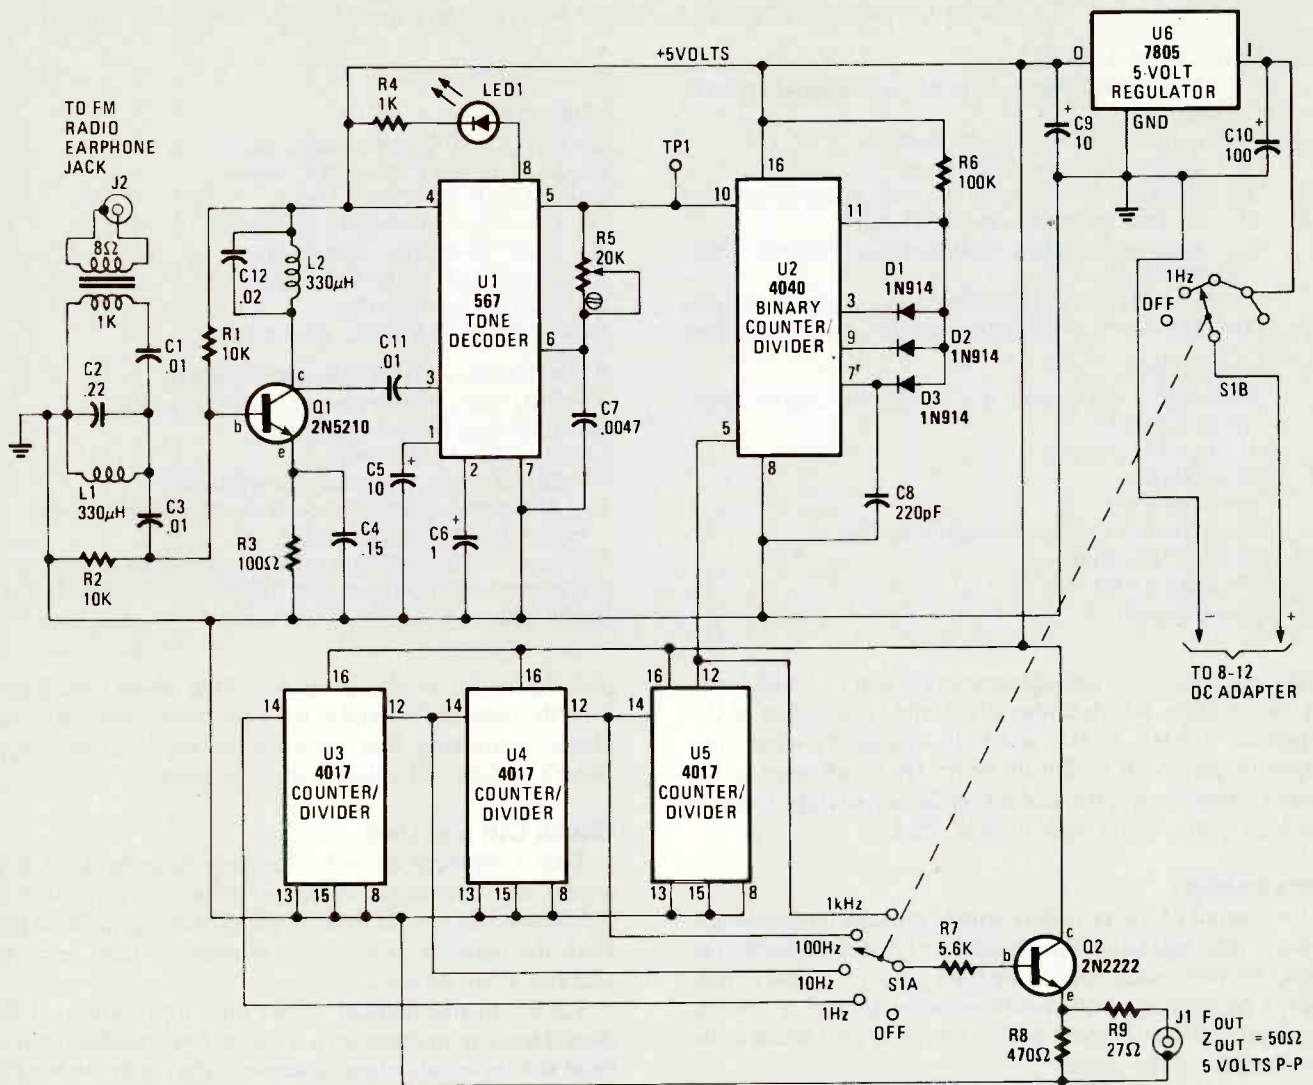 +5VOLTS
U6
7805
5-VOLT
REGULATOR
O
I
GND
C9
10
+
C10
100
+
TO FM
RADIO
EARPHONE
JACK
J2
8Ω
1K
R4
1K
LED1
8
4
5
TP1
10
16
11
R6
100K
C12
.02
L2
330µH
R5
20K
U1
567
TONE
DECODER
U2
4040
BINARY
COUNTER/
DIVIDER
D1
1N914
3
D2
1N914
9
D3
1N914
7
1Hz
OFF
S1B
R1
10K
C1
.01
C2
.22
C11
.01
3
6
C7
.0047
c
b
e
Q1
2N5210
1
2
7
5
8
C5
10
+
C6
1
+
C8
220pF
L1
330µH
C3
.01
R2
10K
R3
100Ω
C4
.15
–
+
TO 8-12
DC ADAPTER
16
16
16
12
14
12
14
12
14
U3
4017
COUNTER/
DIVIDER
U4
4017
COUNTER/
DIVIDER
U5
4017
COUNTER/
DIVIDER
13
15
8
13
15
8
13
15
8
1kHz
100Hz
10Hz
1Hz
OFF
S1A
R7
5.6K
b
c
e
Q2
2N2222
R8
470Ω
R9
27Ω
J1
FOUT
ZOUT = 50Ω
5 VOLTS P-P